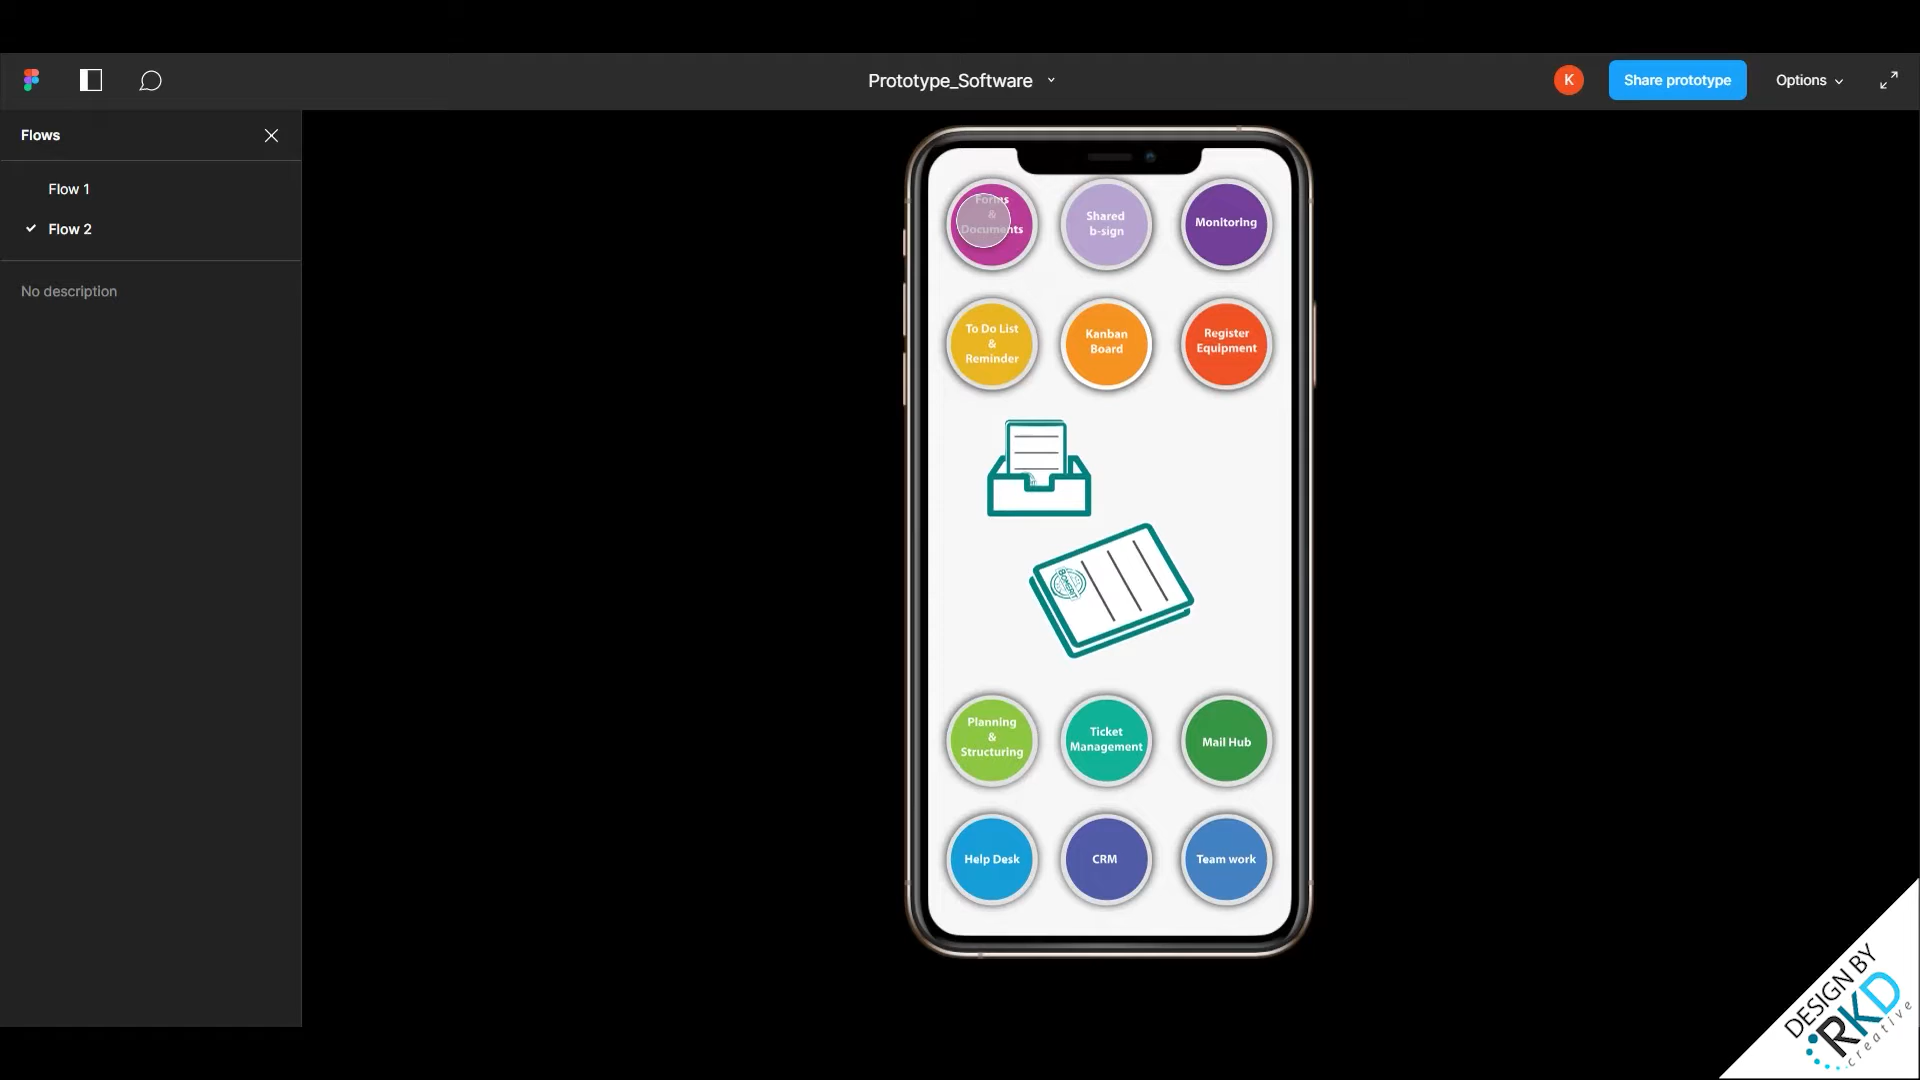 Prototype_Software
K
Share prototype
Options
Flows
Flow 1
Flow 2
No description
Forms
&
Documents
Shared
b-sign
Monitoring
To Do List
&
Reminder
Kanban
Board
Register
Equipment
Planning
&
Structuring
Ticket
Management
Mail Hub
Help Desk
CRM
Team work
DESIGN BY
RKD
creative